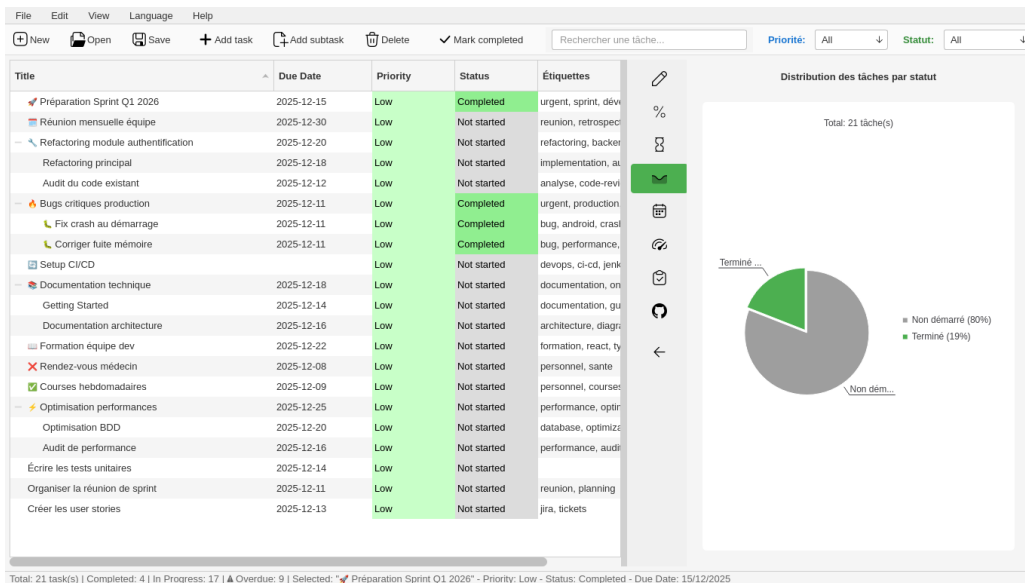 File Edit View Language Help
New Open Save Add task Add subtask Delete Mark completed Rechercher une tâche... Priorité: All Statut: All
Title Due Date Priority Status Étiquettes
🚀 Préparation Sprint Q1 2026 2025-12-15 Low Completed urgent, sprint, déve
🗓️ Réunion mensuelle équipe 2025-12-30 Low Not started reunion, retrospect
🔧 Refactoring module authentification 2025-12-20 Low Not started refactoring, backer
Refactoring principal 2025-12-18 Low Not started implementation, au
Audit du code existant 2025-12-12 Low Not started analyse, code-revi
🔥 Bugs critiques production 2025-12-11 Low Completed urgent, production,
🐛 Fix crash au démarrage 2025-12-11 Low Completed bug, android, crasl
🐛 Corriger fuite mémoire 2025-12-11 Low Completed bug, performance,
🔄 Setup CI/CD Low Not started devops, ci-cd, jenk
📚 Documentation technique 2025-12-18 Low Not started documentation, on
Getting Started 2025-12-14 Low Not started documentation, gu
Documentation architecture 2025-12-16 Low Not started architecture, diagra
📖 Formation équipe dev 2025-12-22 Low Not started formation, react, ty
❌ Rendez-vous médecin 2025-12-08 Low Not started personnel, sante
✅ Courses hebdomadaires 2025-12-09 Low Not started personnel, courses
⚡ Optimisation performances 2025-12-25 Low Not started performance, optin
Optimisation BDD 2025-12-20 Low Not started database, optimiza
Audit de performance 2025-12-16 Low Not started performance, audi
Écrire les tests unitaires 2025-12-14 Low Not started
Organiser la réunion de sprint 2025-12-11 Low Not started reunion, planning
Créer les user stories 2025-12-13 Low Not started jira, tickets
Distribution des tâches par statut
Total: 21 tâche(s)
Terminé ...
Non démarré (80%)
Terminé (19%)
Non dém...
Total: 21 task(s) | Completed: 4 | In Progress: 17 | ⚠ Overdue: 9 | Selected: "🚀 Préparation Sprint Q1 2026" - Priority: Low - Status: Completed - Due Date: 15/12/2025